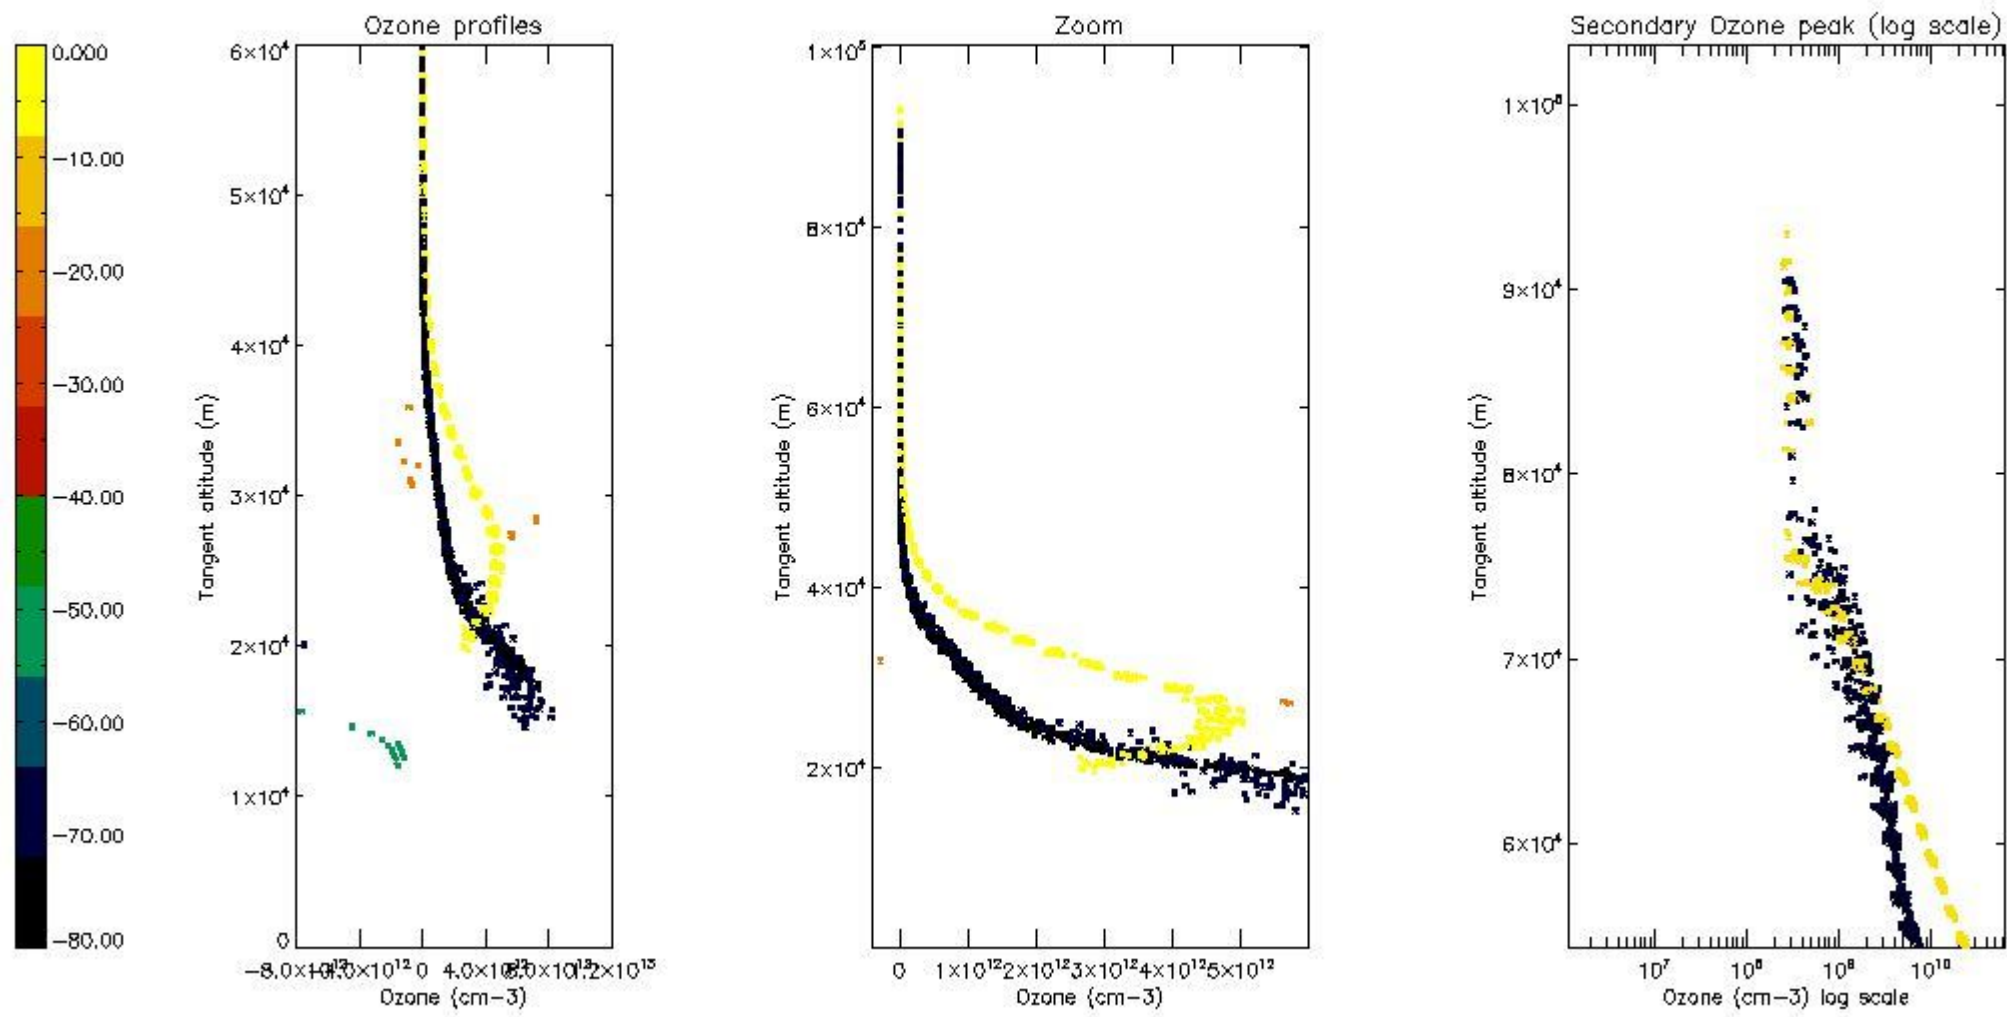 Ozone profiles
Zoom
Secondary Ozone peak (log scale)
0.000
−10.00
−20.00
−30.00
−40.00
−50.00
−60.00
−70.00
−80.00
6×10⁴
5×10⁴
4×10⁴
3×10⁴
2×10⁴
1×10⁴
0
Tangent altitude (m)
0
Ozone (cm−3)
1×10⁵
8×10⁴
6×10⁴
4×10⁴
2×10⁴
Tangent altitude (m)
0 1×10¹² 2×10¹² 3×10¹² 4×10¹² 5×10¹²
Ozone (cm−3)
9×10⁴
8×10⁴
7×10⁴
6×10⁴
Tangent altitude (m)
10⁷ 10¹⁰
Ozone (cm−3) log scale